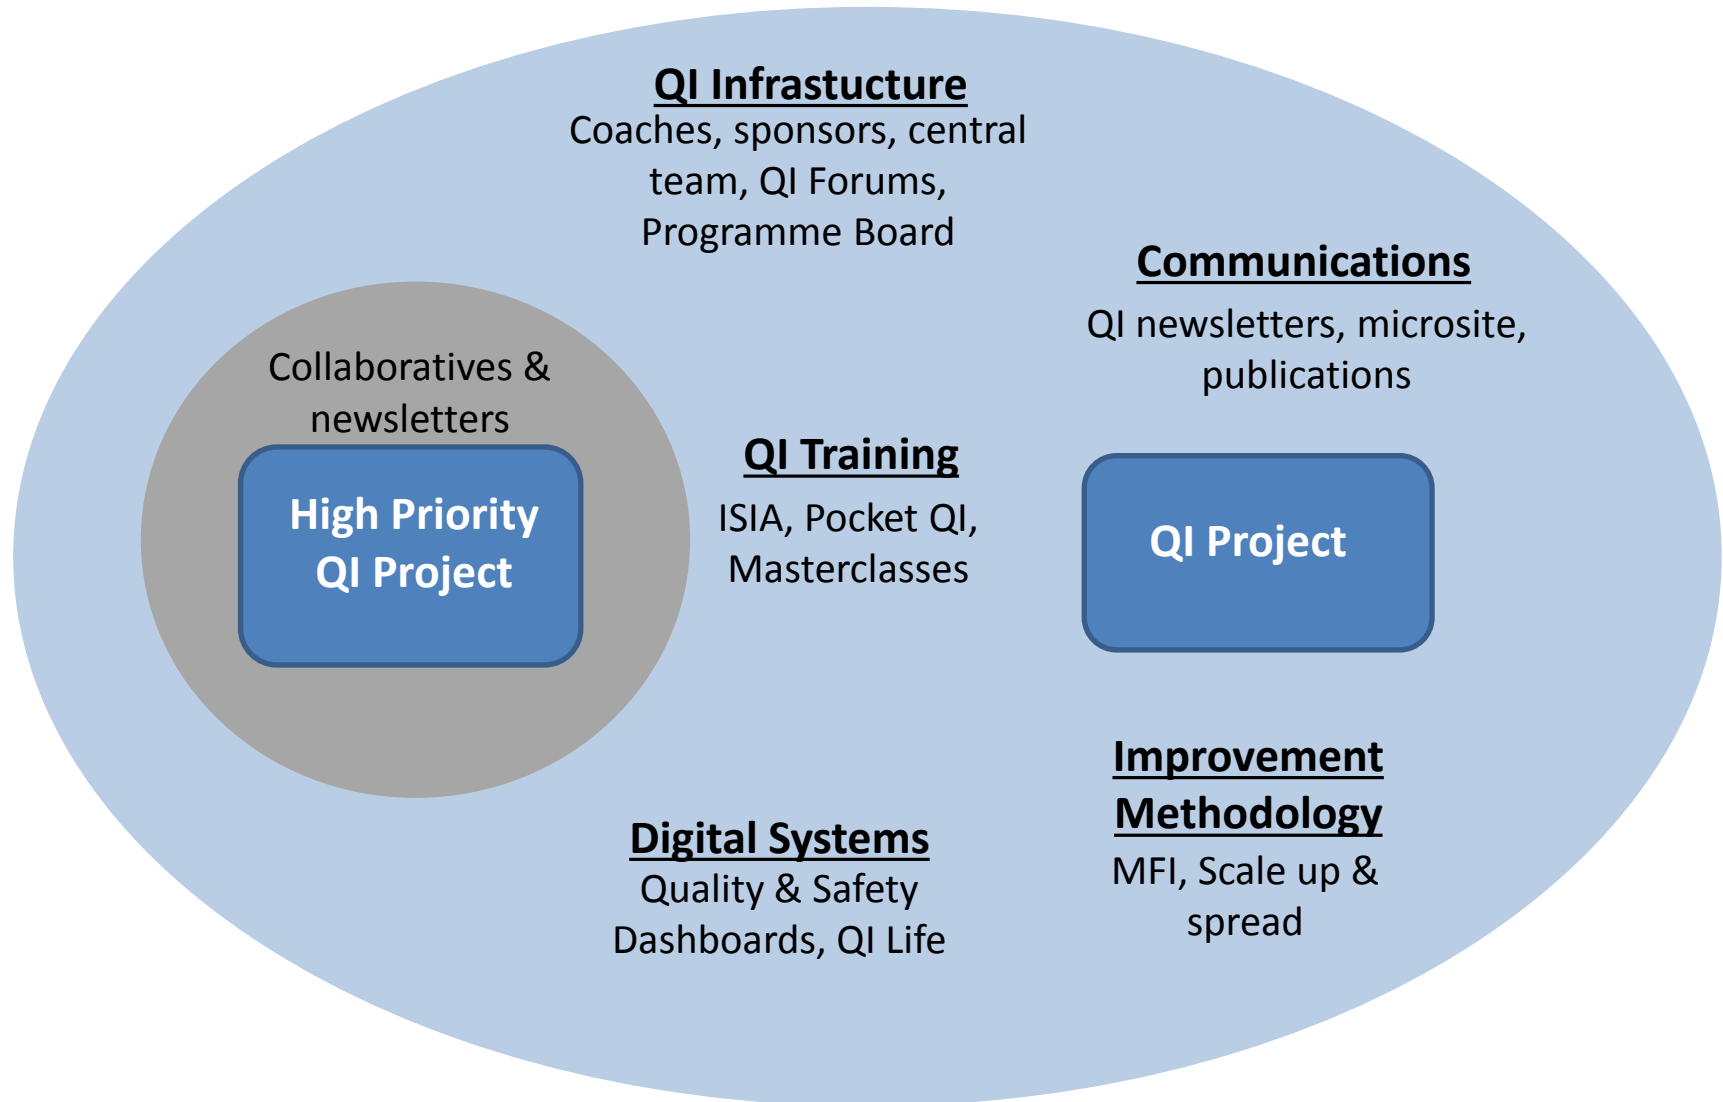 QI Infrastucture
Coaches, sponsors, central
team, QI Forums,
Programme Board
Communications
QI newsletters, microsite,
publications
Collaboratives &
newsletters
High Priority
QI Project
QI Training
ISIA, Pocket QI,
Masterclasses
QI Project
Improvement
Methodology
MFI, Scale up &
spread
Digital Systems
Quality & Safety
Dashboards, QI Life